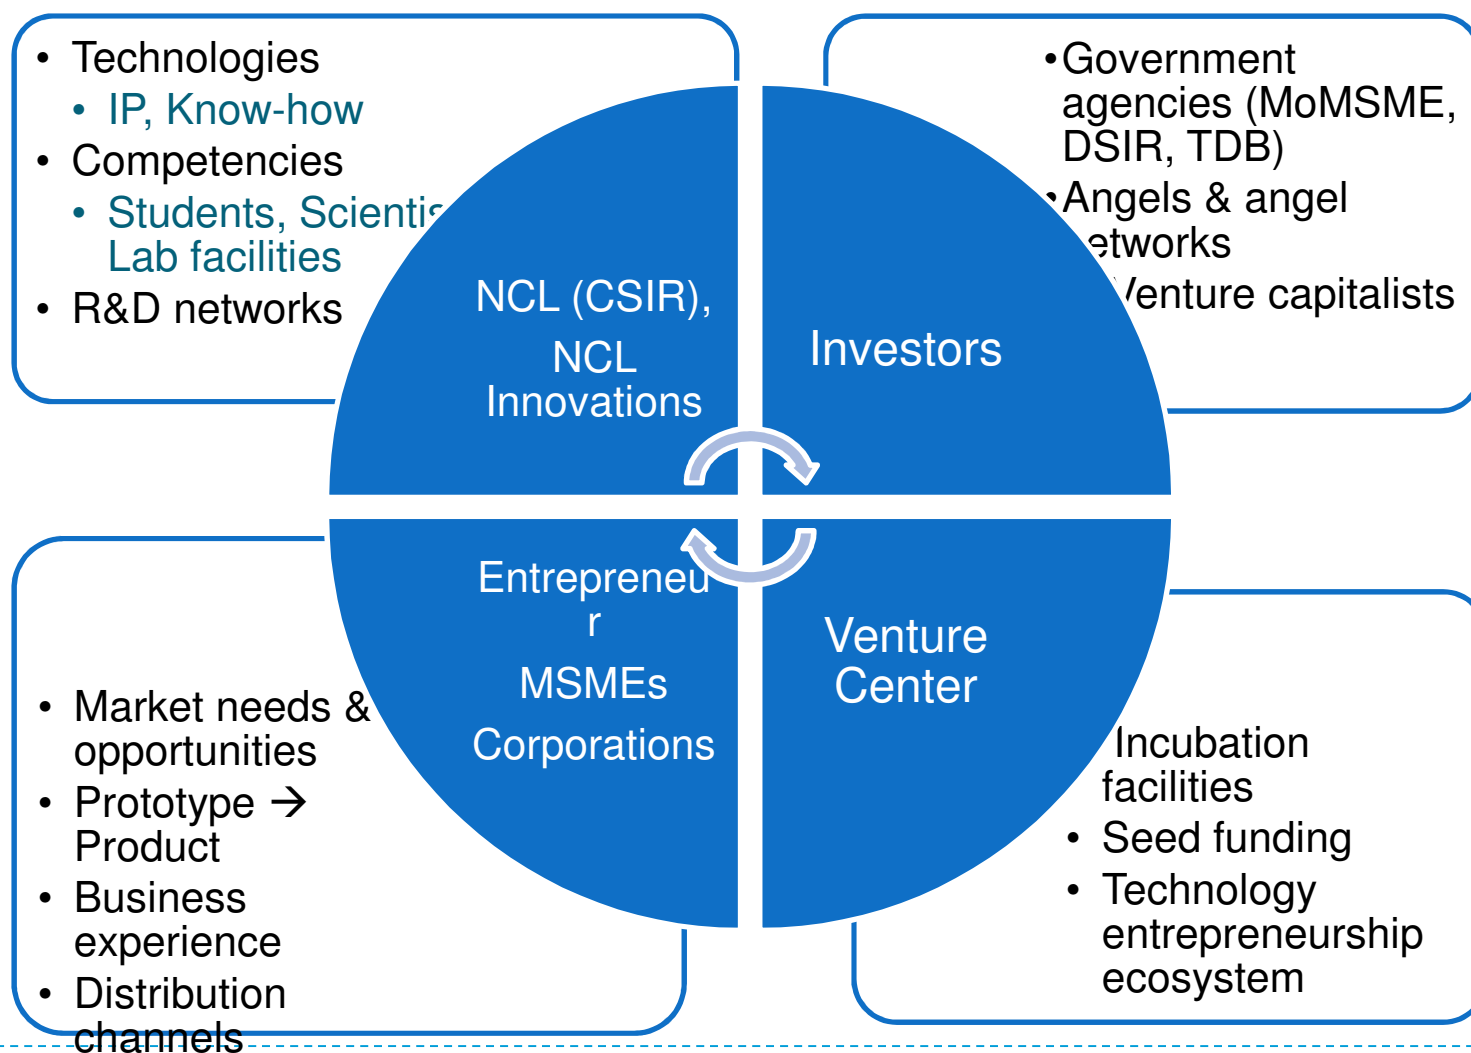 • Technologies
• IP, Know-how
• Competencies
• Students, Scientis
Lab facilities
• R&D networks
•Government
agencies (MoMSME,
DSIR, TDB)
•Angels & angel
etworks
Venture capitalists
NCL (CSIR),
NCL
Innovations
Investors
Entrepreneu
r
MSMEs
Corporations
Venture
Center
• Market needs &
opportunities
• Prototype →
Product
• Business
experience
• Distribution
channels
Incubation
facilities
• Seed funding
• Technology
entrepreneurship
ecosystem